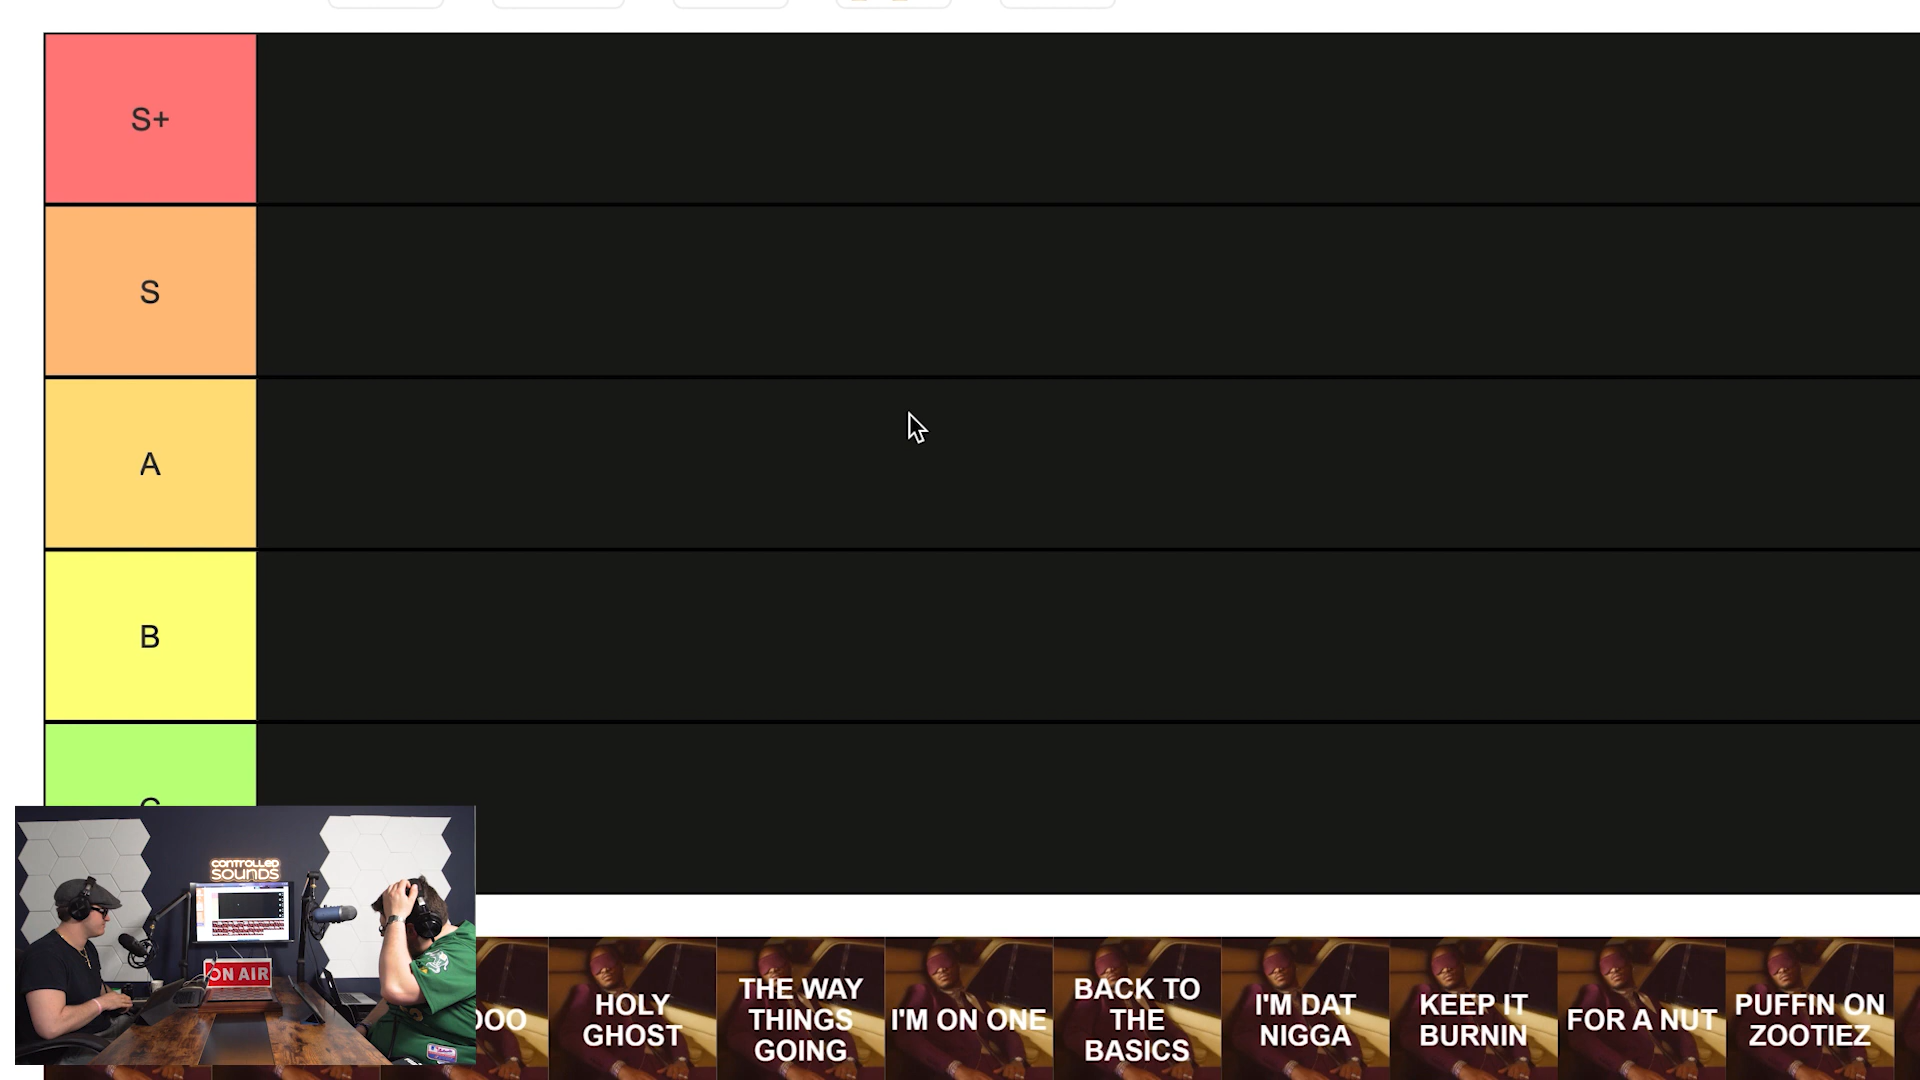 S+
S
A
B
CONTROLLED
SOUNDS
ON AIR
HOLY
GHOST
THE WAY
THINGS
GOING
I'M ON ONE
BACK TO
THE
BASICS
I'M DAT
NIGGA
KEEP IT
BURNIN
FOR A NUT
PUFFIN ON
ZOOTIEZ